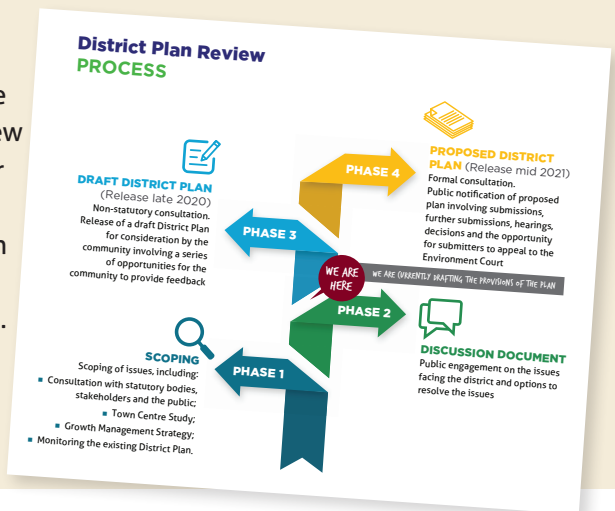 District Plan Review
PROCESS
PROPOSED DISTRICT
PLAN (Release mid 2021)
Formal consultation.
Public notification of proposed
plan involving submissions,
further submissions, hearings,
decisions and the opportunity
for submitters to appeal to the
Environment Court
PHASE 4
DRAFT DISTRICT PLAN
(Release late 2020)
Non-statutory consultation.
Release of a draft District Plan
for consideration by the
community involving a series
of opportunities for the
community to provide feedback
PHASE 3
WE ARE
HERE
WE ARE CURRENTLY DRAFTING THE PROVISIONS OF THE PLAN
PHASE 2
DISCUSSION DOCUMENT
Public engagement on the issues
facing the district and options to
resolve the issues
SCOPING
Scoping of issues, including:
▪ Consultation with statutory bodies,
stakeholders and the public;
▪ Town Centre Study;
▪ Growth Management Strategy;
▪ Monitoring the existing District Plan.
PHASE 1